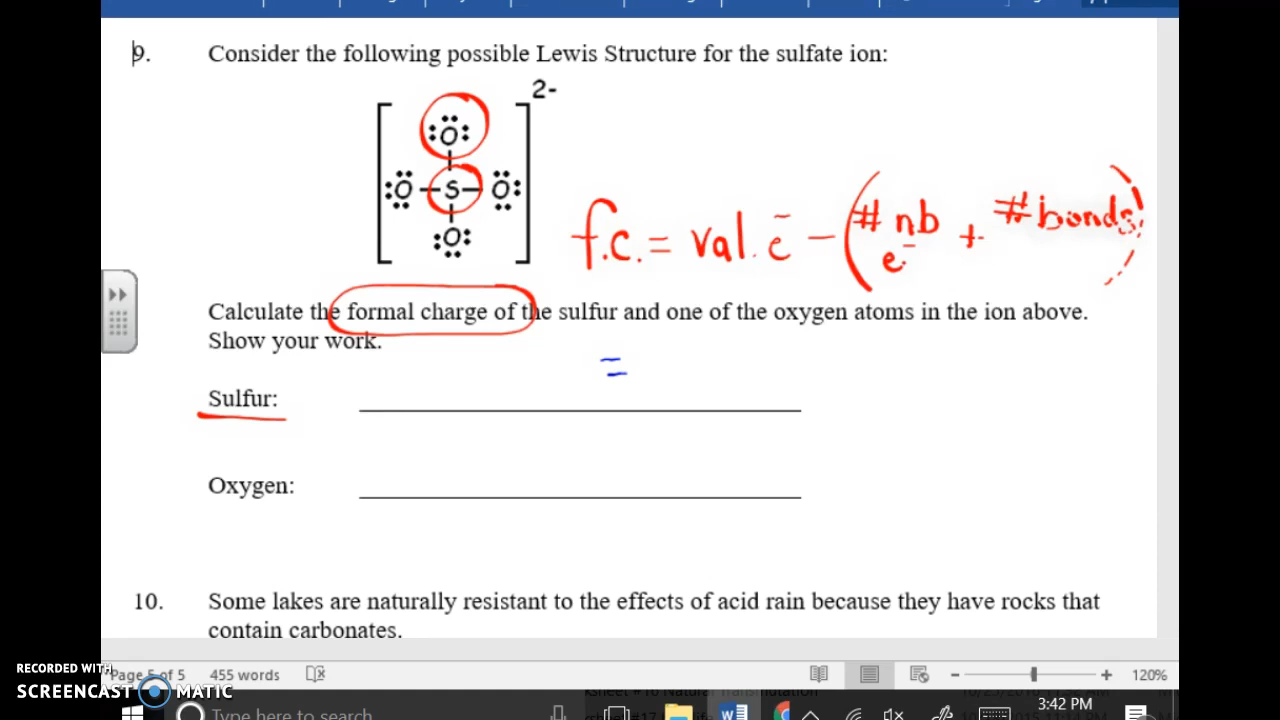 9. Consider the following possible Lewis Structure for the sulfate ion:
2-
O
O S O
O
f.c. = val. e⁻ - (# nb e⁻ + # bonds)
Calculate the formal charge of the sulfur and one of the oxygen atoms in the ion above.
Show your work.
=
Sulfur:
Oxygen:
10. Some lakes are naturally resistant to the effects of acid rain because they have rocks that
contain carbonates.
RECORDED WITH
SCREENCAST MATIC
Page 5 of 5 455 words
120%
Type here to search
3:42 PM